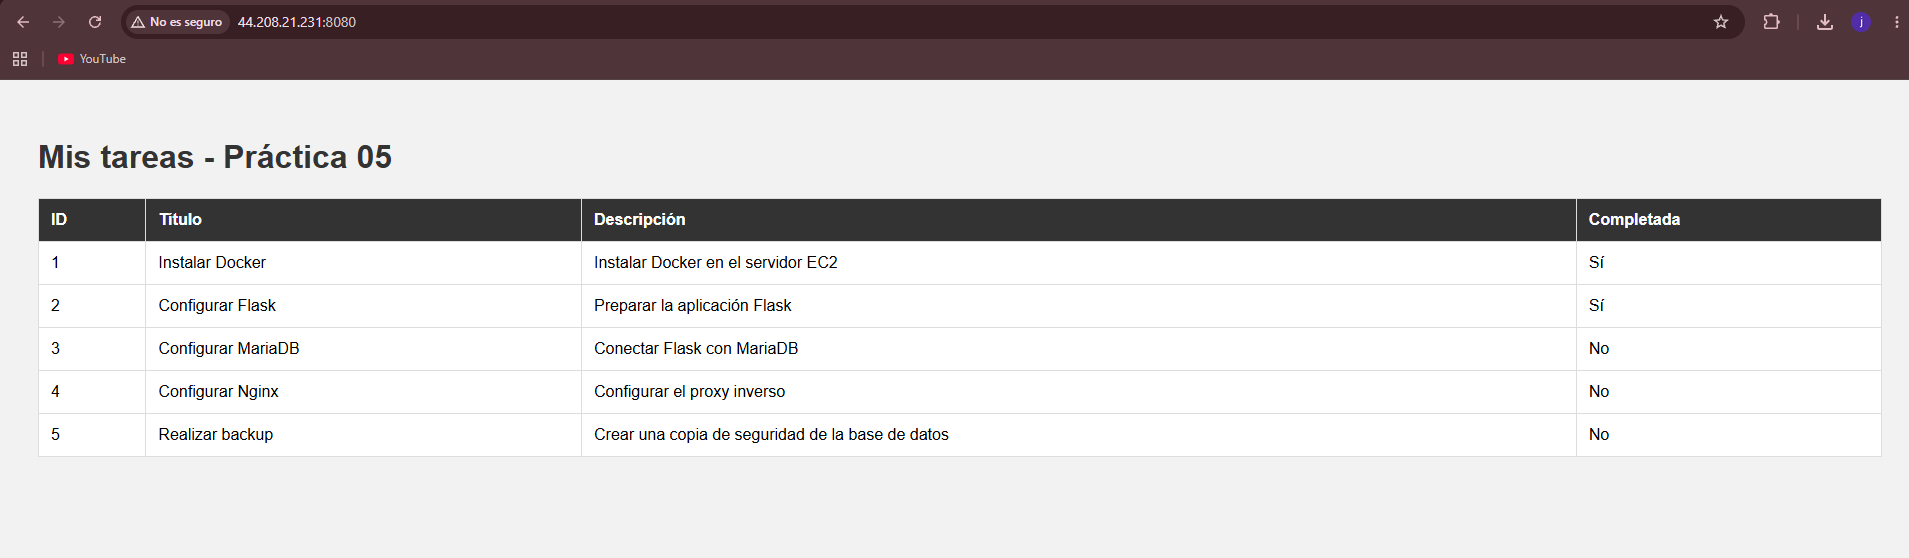 No es seguro 44.208.21.231:8080
j
YouTube
Mis tareas - Práctica 05
ID Título Descripción Completada
1 Instalar Docker Instalar Docker en el servidor EC2 Sí
2 Configurar Flask Preparar la aplicación Flask Sí
3 Configurar MariaDB Conectar Flask con MariaDB No
4 Configurar Nginx Configurar el proxy inverso No
5 Realizar backup Crear una copia de seguridad de la base de datos No